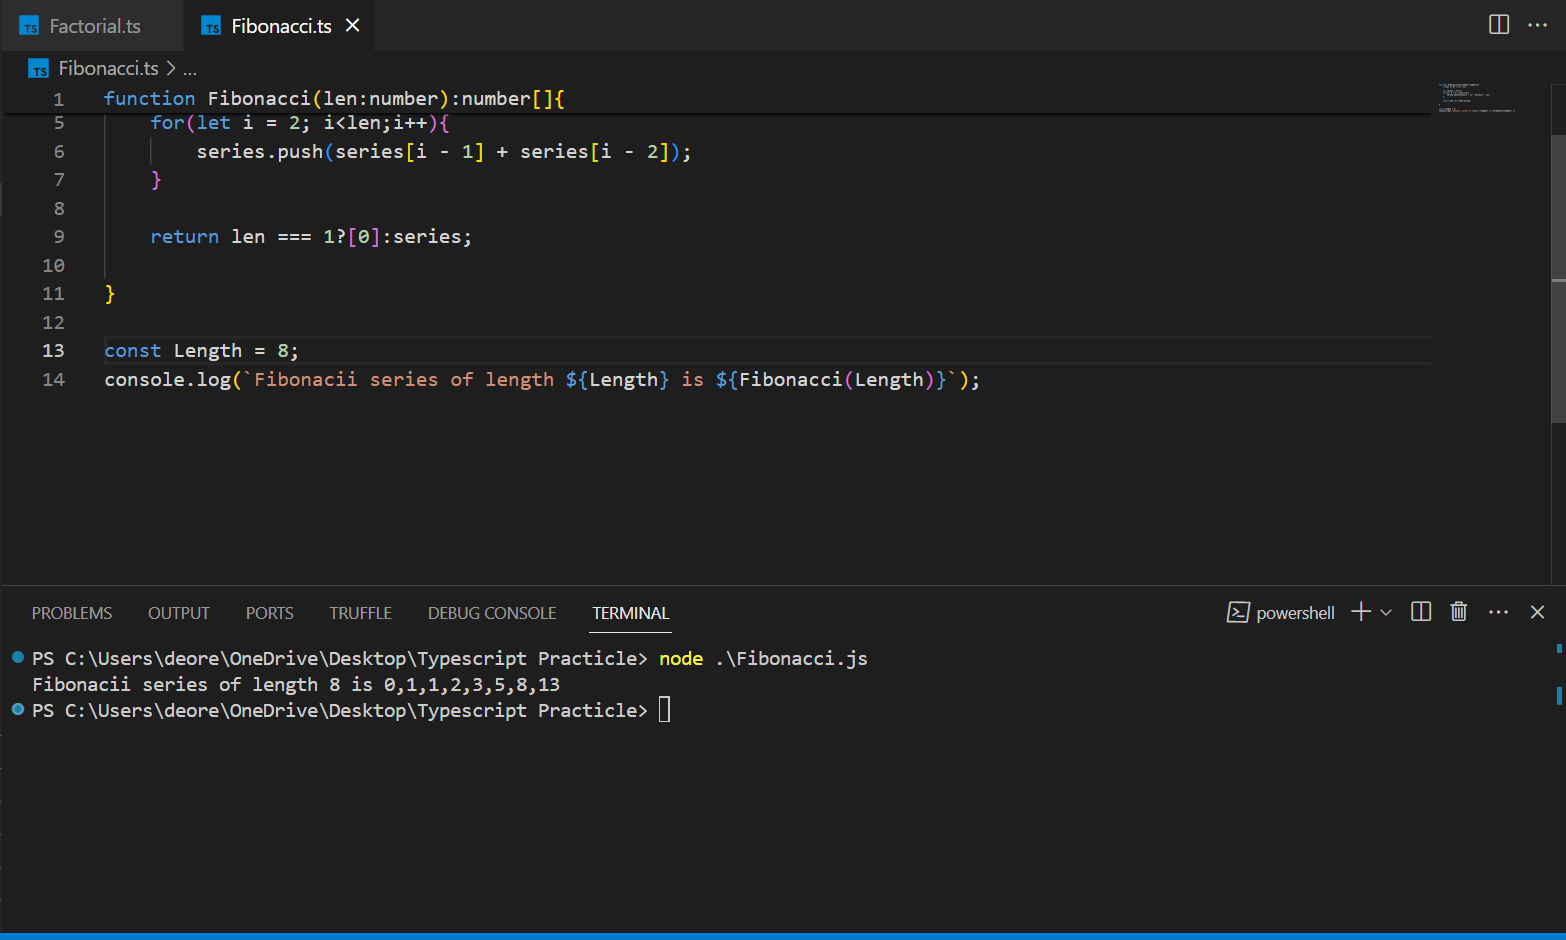 TS Factorial.ts TS Fibonacci.ts
TS Fibonacci.ts > ...
1 function Fibonacci(len:number):number[]{
5 for(let i = 2; i<len;i++){
6 series.push(series[i - 1] + series[i - 2]);
7 }
8
9 return len === 1?[0]:series;
10
11 }
12
13 const Length = 8;
14 console.log(`Fibonacii series of length ${Length} is ${Fibonacci(Length)}`);
PROBLEMS OUTPUT PORTS TRUFFLE DEBUG CONSOLE TERMINAL powershell
PS C:\Users\deore\OneDrive\Desktop\Typescript Practicle> node .\Fibonacci.js
Fibonacii series of length 8 is 0,1,1,2,3,5,8,13
PS C:\Users\deore\OneDrive\Desktop\Typescript Practicle>